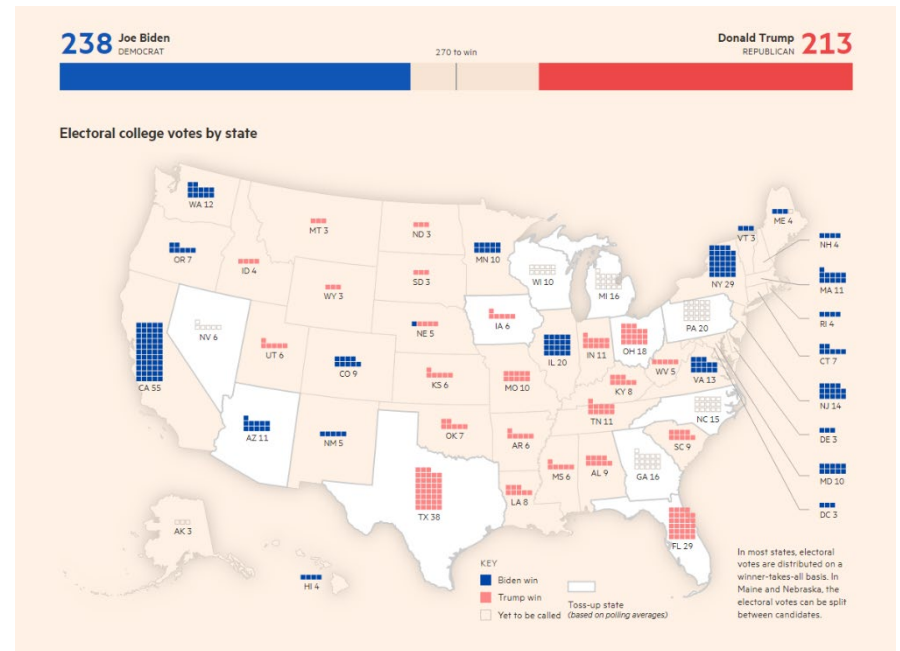 238 Joe Biden
DEMOCRAT
Donald Trump 213
REPUBLICAN
270 to win
Electoral college votes by state
WA 12
OR 7
CA 55
NV 6
ID 4
MT 3
WY 3
UT 6
AZ 11
CO 9
NM 5
ND 3
SD 3
NE 5
KS 6
OK 7
TX 38
MN 10
IA 6
MO 10
AR 6
LA 8
WI 10
IL 20
MI 16
IN 11
OH 18
KY 8
TN 11
MS 6
AL 9
GA 16
FL 29
SC 9
NC 15
VA 13
WV 5
PA 20
NY 29
VT 3
ME 4
NH 4
MA 11
RI 4
CT 7
NJ 14
DE 3
MD 10
DC 3
AK 3
HI 4
KEY
Biden win
Trump win
Yet to be called
Toss-up state
(based on polling averages)
In most states, electoral
votes are distributed on a
winner-takes-all basis. In
Maine and Nebraska, the
electoral votes can be split
between candidates.